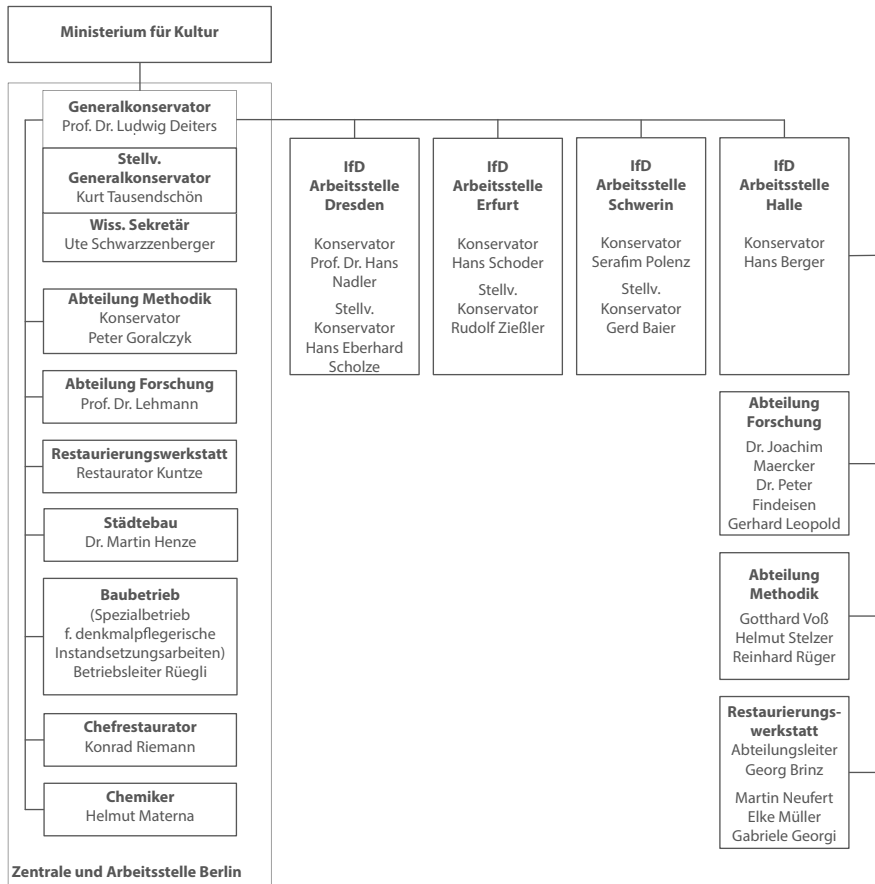 Ministerium für Kultur
Generalkonservator
Prof. Dr. Ludwig Deiters
Stellv.
Generalkonservator
Kurt Tausendschön
Wiss. Sekretär
Ute Schwarzzenberger
Abteilung Methodik
Konservator
Peter Goralczyk
Abteilung Forschung
Prof. Dr. Lehmann
Restaurierungswerkstatt
Restaurator Kuntze
Städtebau
Dr. Martin Henze
Baubetrieb
(Spezialbetrieb
f. denkmalpflegerische
Instandsetzungsarbeiten)
Betriebsleiter Rüegli
Chefrestaurator
Konrad Riemann
Chemiker
Helmut Materna
Zentrale und Arbeitsstelle Berlin
IfD
Arbeitsstelle
Dresden
Konservator
Prof. Dr. Hans
Nadler
Stellv.
Konservator
Hans Eberhard
Scholze
IfD
Arbeitsstelle
Erfurt
Konservator
Hans Schoder
Stellv.
Konservator
Rudolf Zießler
IfD
Arbeitsstelle
Schwerin
Konservator
Serafim Polenz
Stellv.
Konservator
Gerd Baier
IfD
Arbeitsstelle
Halle
Konservator
Hans Berger
Abteilung
Forschung
Dr. Joachim
Maercker
Dr. Peter
Findeisen
Gerhard Leopold
Abteilung
Methodik
Gotthard Voß
Helmut Stelzer
Reinhard Rüger
Restaurierungs-
werkstatt
Abteilungsleiter
Georg Brinz
Martin Neufert
Elke Müller
Gabriele Georgi